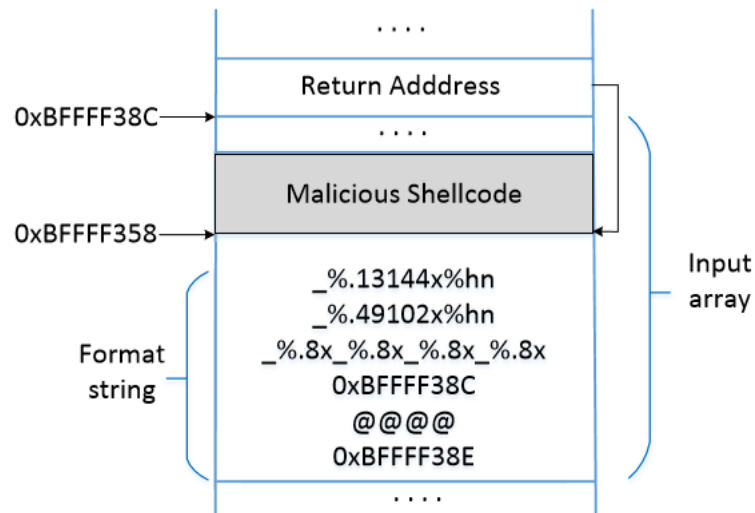 ....
Return Adddress
0xBFFFF38C
....
Malicious Shellcode
0xBFFFF358
_%.13144x%hn
_%.49102x%hn
_%.8x_%.8x_%.8x_%.8x
0xBFFFF38C
@@@@
0xBFFFF38E
....
Format
string
Input
array